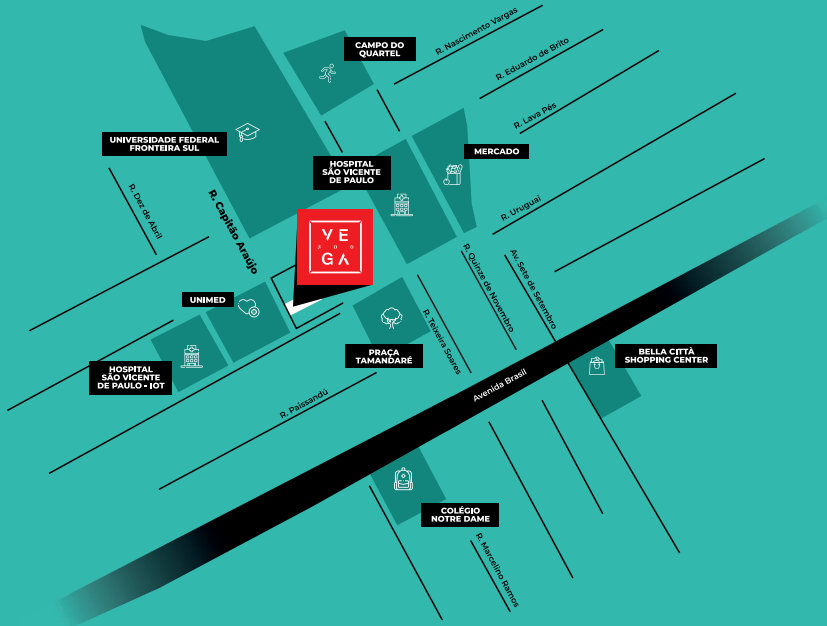 R. Nascimento Vargas
CAMPO DO
QUARTEL
R. Eduardo de Brito
R. Lava Pés
UNIVERSIDADE FEDERAL
FRONTEIRA SUL
MERCADO
HOSPITAL
SÃO VICENTE
DE PAULO
R. Dez de Abril
R. Capitão Araújo
R. Uruguai
VE
500
GA
R. Quinze de Novembro
Av. Sete de Setembro
UNIMED
R. Teixeira Soares
PRAÇA
TAMANDARÉ
BELLA CITTÀ
SHOPPING CENTER
HOSPITAL
SÃO VICENTE
DE PAULO - IOT
Avenida Brasil
R. Paissandú
COLÉGIO
NOTRE DAME
R. Marcelino Ramos